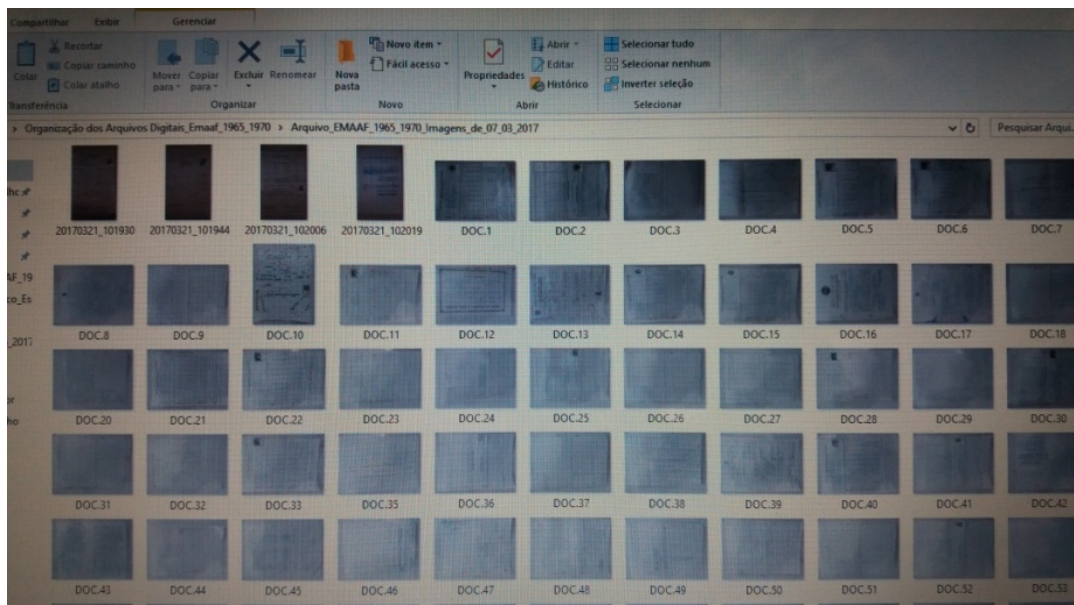 Compartilhar Exibir Gerenciar
Colar
Recortar
Copiar caminho
Colar atalho
Transferência
Mover para
Copiar para
Excluir
Renomear
Organizar
Nova pasta
Novo item
Fácil acesso
Novo
Propriedades
Abrir
Editar
Histórico
Abrir
Selecionar tudo
Selecionar nenhum
Inverter seleção
Selecionar
> Organização dos Arquivos Digitais_Emaaf_1965_1970 > Arquivo_EMAAF_1965_1970_Imagens_de_07_03_2017
Pesquisar Arqui...
20170321_101930 20170321_101944 20170321_102006 20170321_102019 DOC.1 DOC.2 DOC.3 DOC.4 DOC.5 DOC.6 DOC.7
AF_19
co_Es
DOC.8 DOC.9 DOC.10 DOC.11 DOC.12 DOC.13 DOC.14 DOC.15 DOC.16 DOC.17 DOC.18
_2017
or
ho
DOC.20 DOC.21 DOC.22 DOC.23 DOC.24 DOC.25 DOC.26 DOC.27 DOC.28 DOC.29 DOC.30
DOC.31 DOC.32 DOC.33 DOC.35 DOC.36 DOC.37 DOC.38 DOC.39 DOC.40 DOC.41 DOC.42
DOC.43 DOC.44 DOC.45 DOC.46 DOC.47 DOC.48 DOC.49 DOC.50 DOC.51 DOC.52 DOC.53